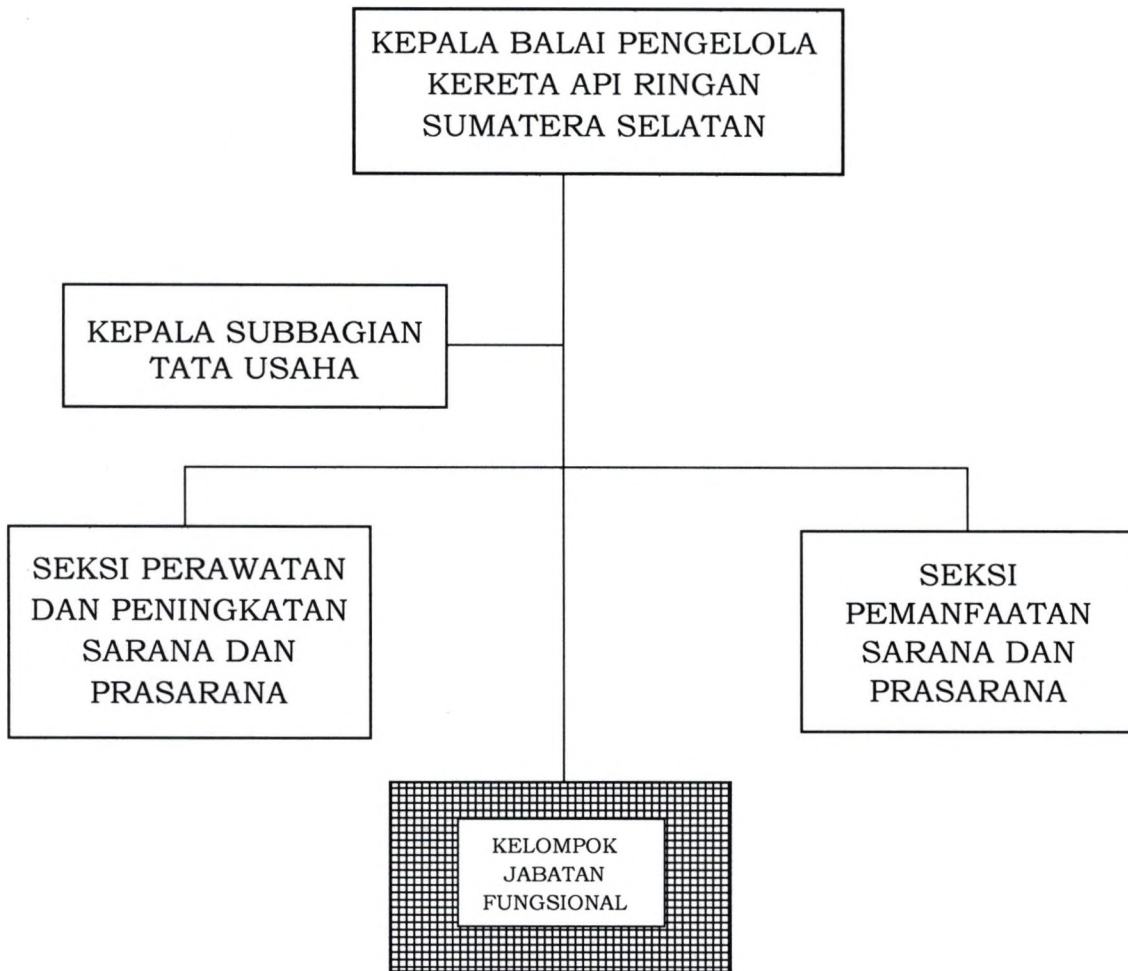 KEPALA BALAI PENGELOLA
KERETA API RINGAN
SUMATERA SELATAN
KEPALA SUBBAGIAN
TATA USAHA
SEKSI PERAWATAN
DAN PENINGKATAN
SARANA DAN
PRASARANA
SEKSI
PEMANFAATAN
SARANA DAN
PRASARANA
KELOMPOK
JABATAN
FUNGSIONAL